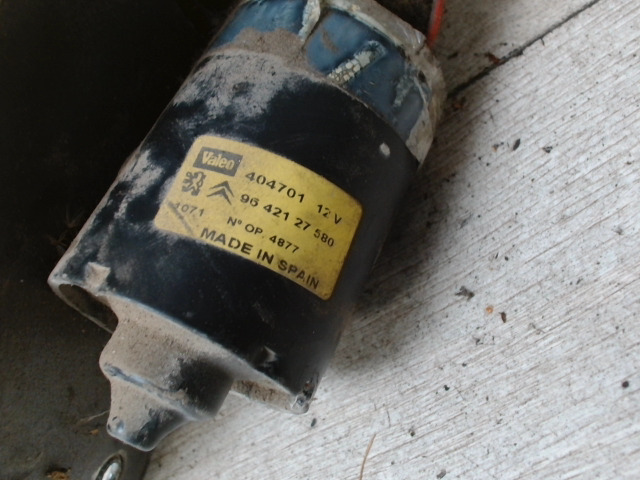 Valeo 404701 12 V
96 421 27 580
1071 N° OP. 4877
MADE IN SPAIN